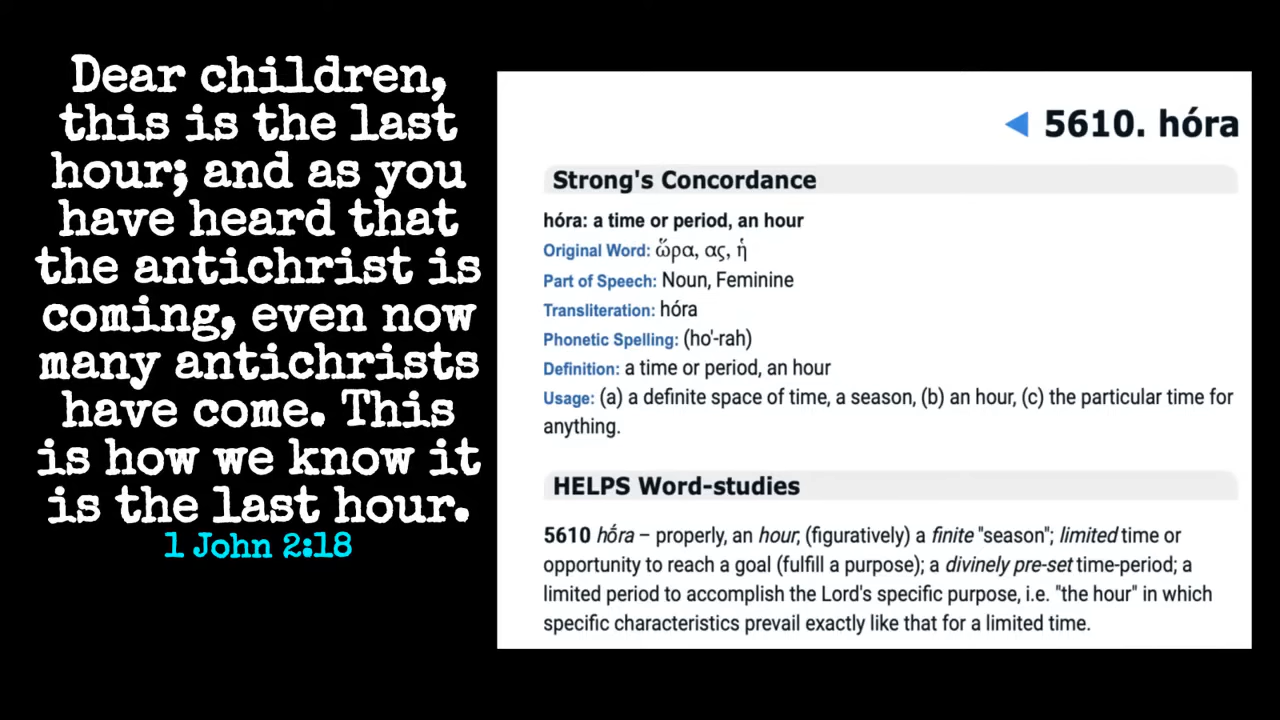 Dear children,
this is the last
hour; and as you
have heard that
the antichrist is
coming, even now
many antichrists
have come. This
is how we know it
is the last hour.
1 John 2:18
◀ 5610. hóra
Strong's Concordance
hóra: a time or period, an hour
Original Word: ὥρα, ας, ἡ
Part of Speech: Noun, Feminine
Transliteration: hóra
Phonetic Spelling: (ho'-rah)
Definition: a time or period, an hour
Usage: (a) a definite space of time, a season, (b) an hour, (c) the particular time for
anything.
HELPS Word-studies
5610 hṓra – properly, an hour; (figuratively) a finite "season"; limited time or
opportunity to reach a goal (fulfill a purpose); a divinely pre-set time-period; a
limited period to accomplish the Lord's specific purpose, i.e. "the hour" in which
specific characteristics prevail exactly like that for a limited time.